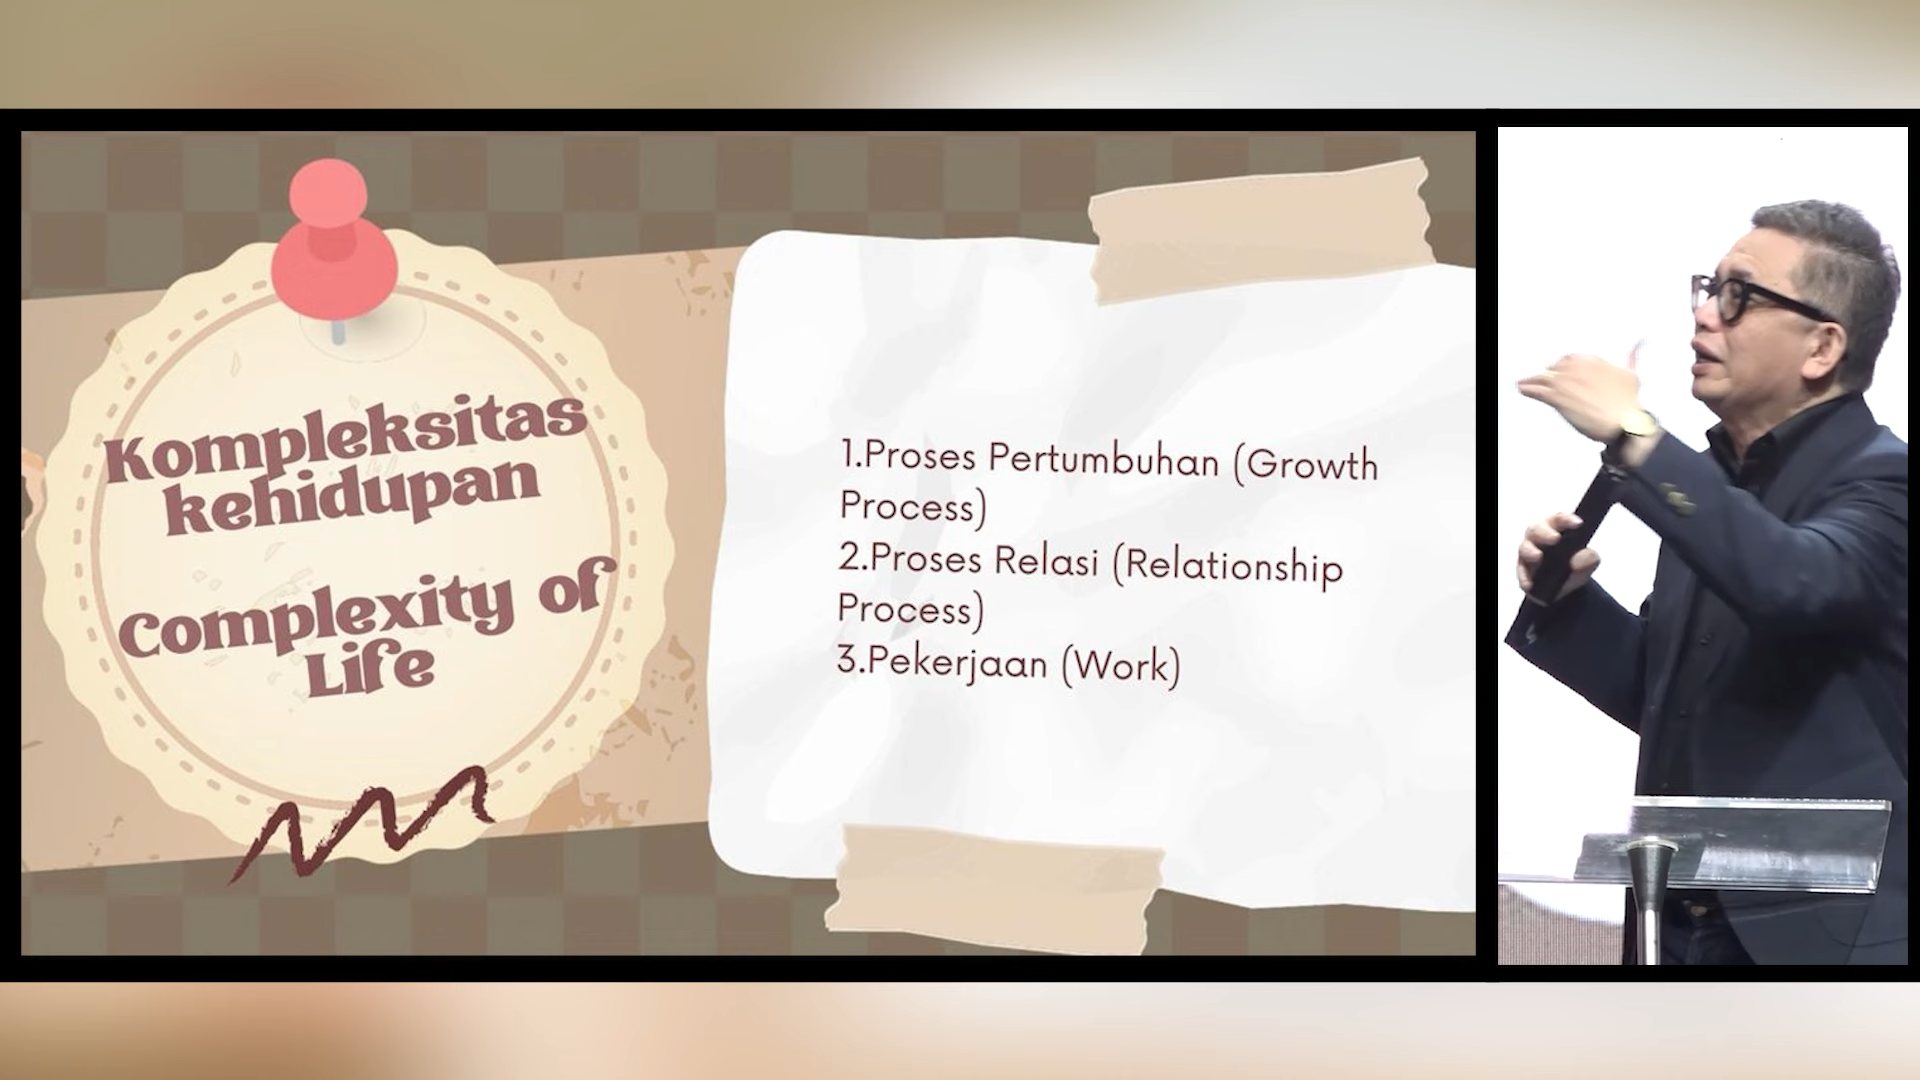 Kompleksitas
kehidupan
Complexity of
Life
1.Proses Pertumbuhan (Growth
Process)
2.Proses Relasi (Relationship
Process)
3.Pekerjaan (Work)